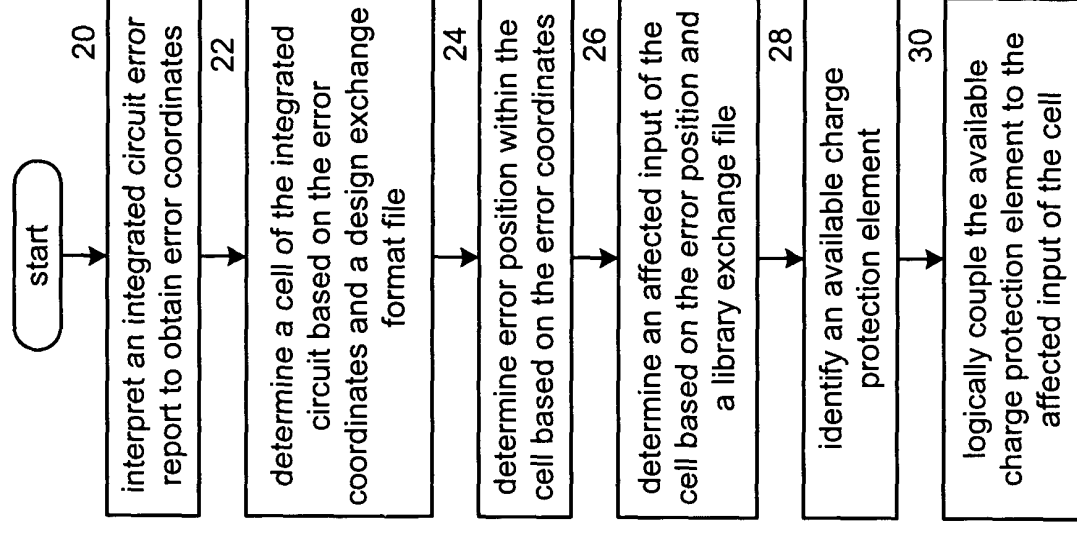 start
20
interpret an integrated circuit error
report to obtain error coordinates
22
determine a cell of the integrated
circuit based on the error
coordinates and a design exchange
format file
24
determine error position within the
cell based on the error coordinates
26
determine an affected input of the
cell based on the error position and
a library exchange file
28
identify an available charge
protection element
30
logically couple the available
charge protection element to the
affected input of the cell